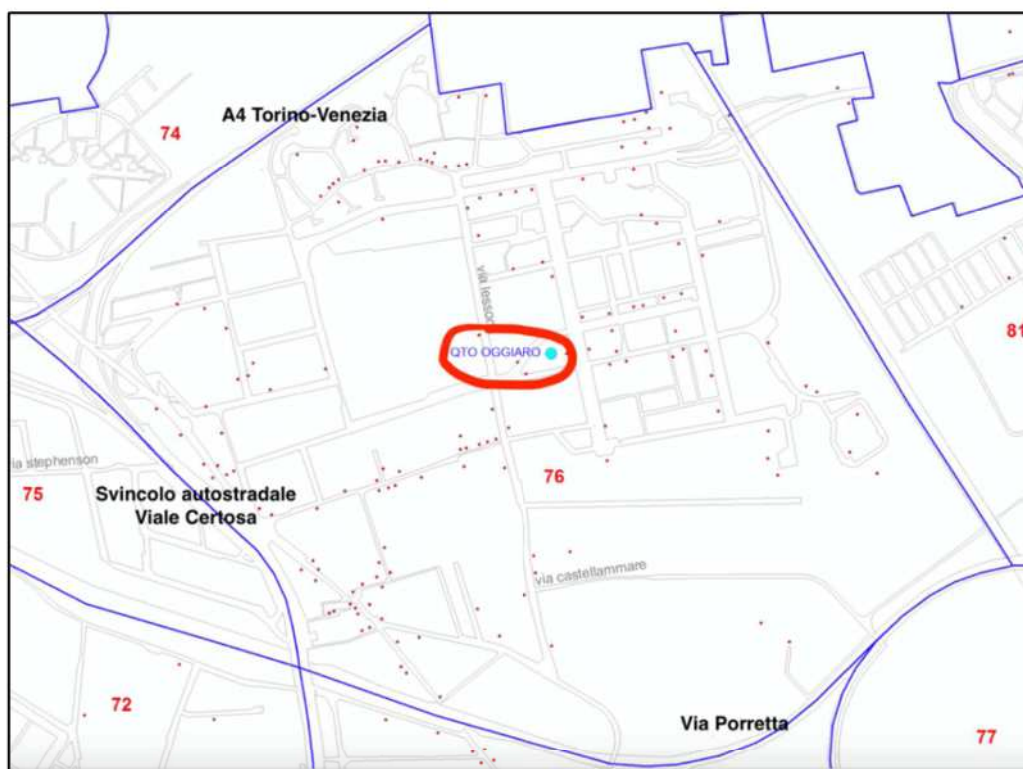 A4 Torino-Venezia
74
via lessona
81
QTO OGGIARO
via stephenson
75
Svincolo autostradale
Viale Certosa
76
via castellammare
72
Via Porretta
77